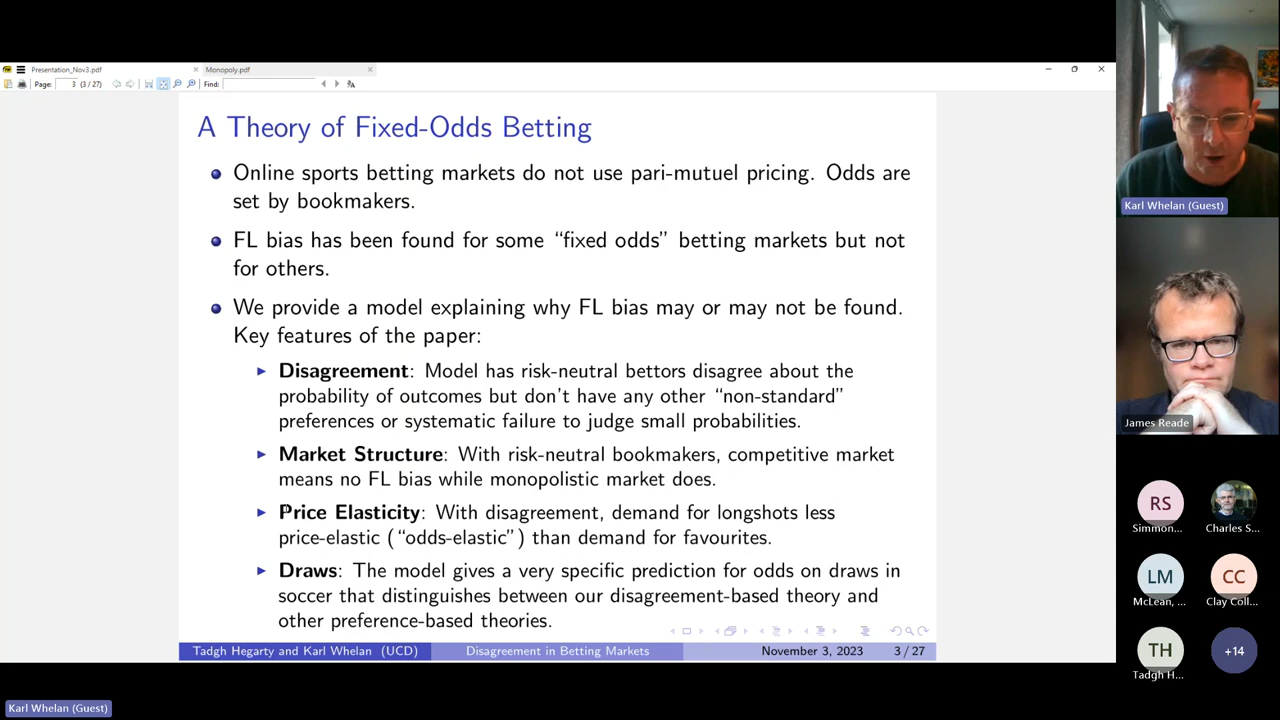 Presentation_Nov3.pdf
Monopoly.pdf
Page: 3 (3 / 27)
Find:
A Theory of Fixed-Odds Betting
Online sports betting markets do not use pari-mutuel pricing. Odds are
set by bookmakers.
FL bias has been found for some “fixed odds” betting markets but not
for others.
We provide a model explaining why FL bias may or may not be found.
Key features of the paper:
Disagreement: Model has risk-neutral bettors disagree about the
probability of outcomes but don't have any other “non-standard”
preferences or systematic failure to judge small probabilities.
Market Structure: With risk-neutral bookmakers, competitive market
means no FL bias while monopolistic market does.
Price Elasticity: With disagreement, demand for longshots less
price-elastic (“odds-elastic”) than demand for favourites.
Draws: The model gives a very specific prediction for odds on draws in
soccer that distinguishes between our disagreement-based theory and
other preference-based theories.
Tadgh Hegarty and Karl Whelan (UCD)
Disagreement in Betting Markets
November 3, 2023
3 / 27
Karl Whelan (Guest)
James Reade
RS
Simmon...
Charles S...
LM
McLean, ...
CC
Clay Coll...
TH
Tadgh H...
+14
Karl Whelan (Guest)